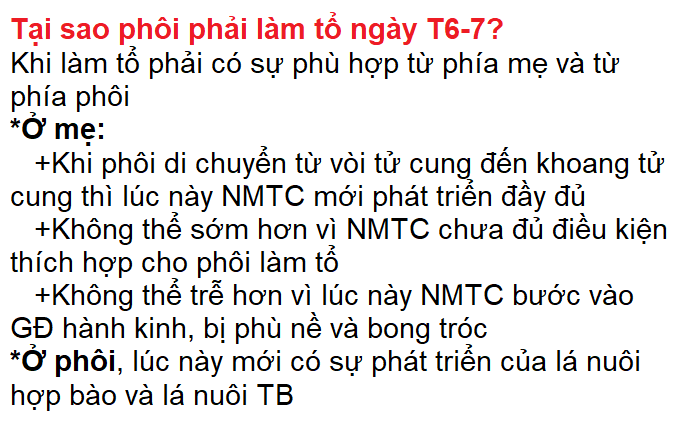 Tại sao phôi phải làm tổ ngày T6-7?
Khi làm tổ phải có sự phù hợp từ phía mẹ và từ
phía phôi
*Ở mẹ:
+Khi phôi di chuyển từ vòi tử cung đến khoang tử
cung thì lúc này NMTC mới phát triển đầy đủ
+Không thể sớm hơn vì NMTC chưa đủ điều kiện
thích hợp cho phôi làm tổ
+Không thể trễ hơn vì lúc này NMTC bước vào
GĐ hành kinh, bị phù nề và bong tróc
*Ở phôi, lúc này mới có sự phát triển của lá nuôi
hợp bào và lá nuôi TB